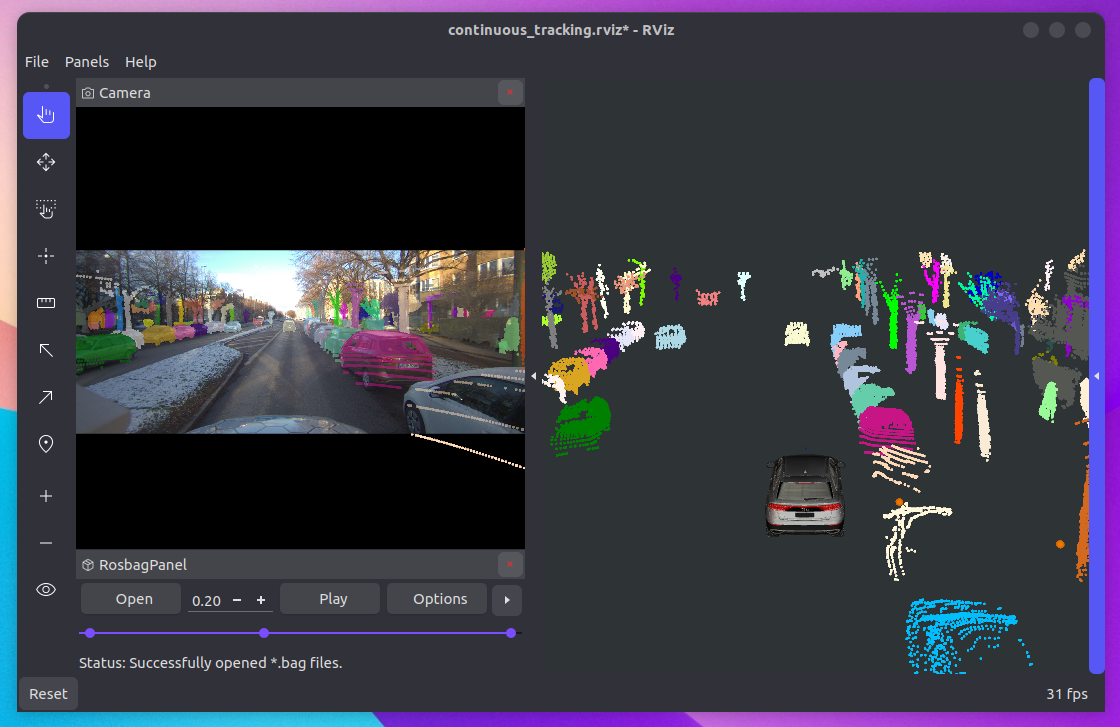 continuous_tracking.rviz* - RViz
File Panels Help
Camera
RosbagPanel
Open 0.20 − + Play Options
Status: Successfully opened *.bag files.
Reset 31 fps